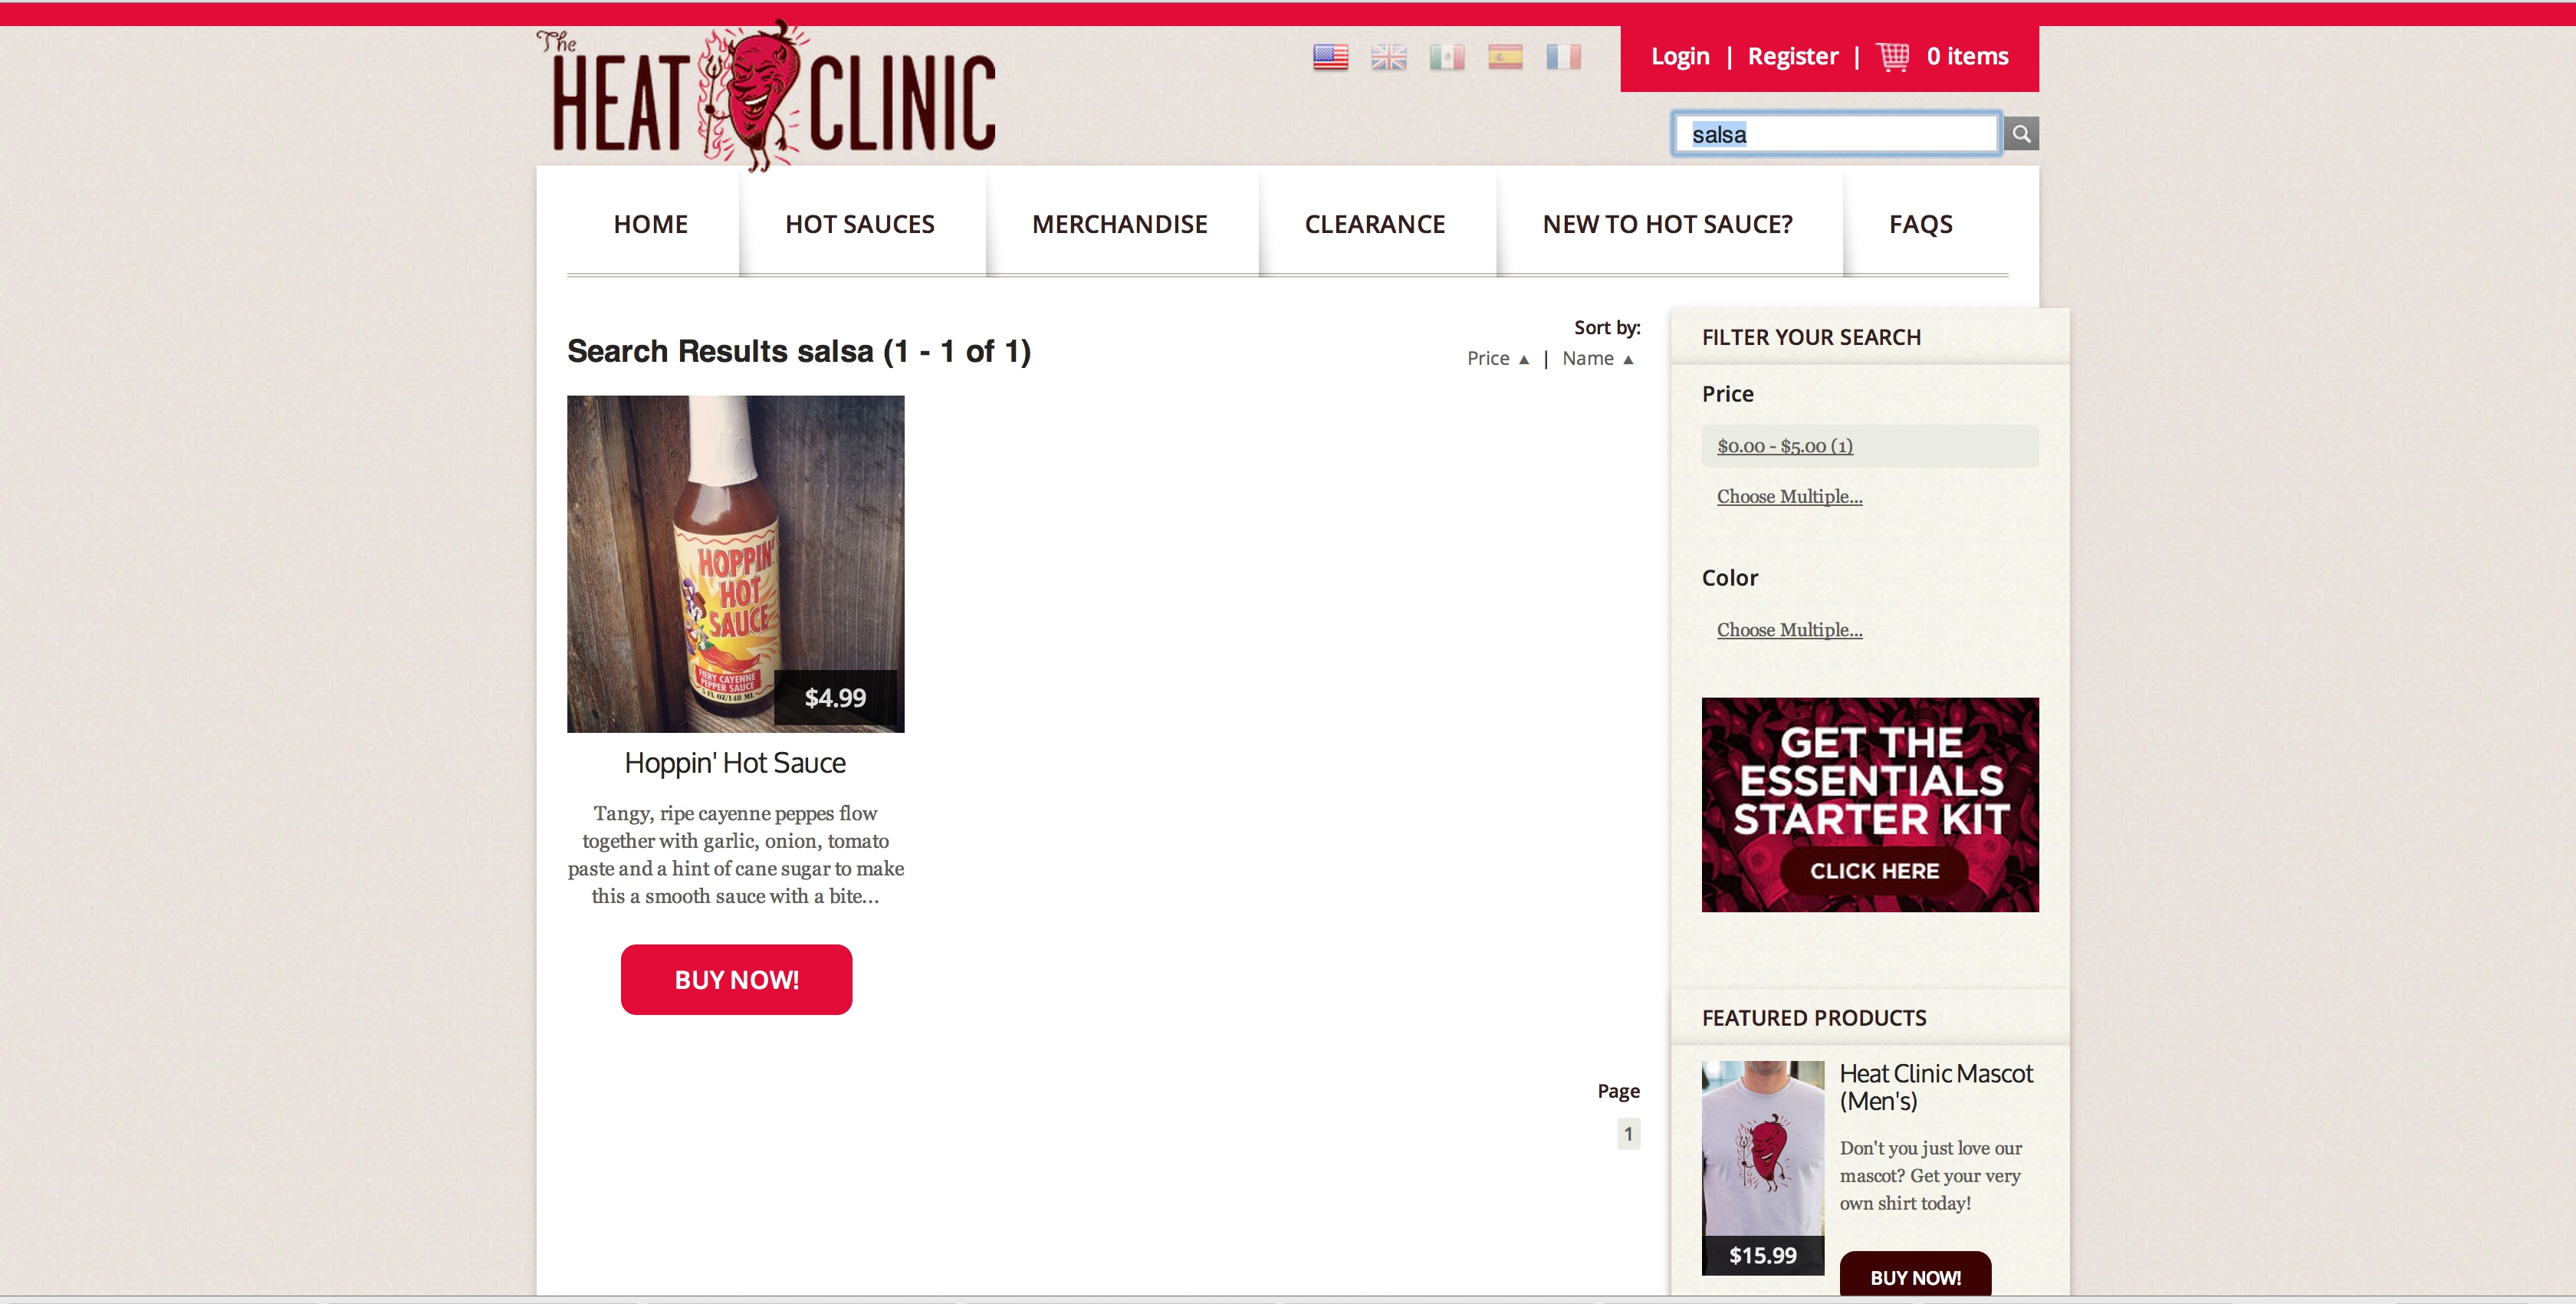 The
HEAT CLINIC
Login | Register | 0 items
salsa
HOME HOT SAUCES MERCHANDISE CLEARANCE NEW TO HOT SAUCE? FAQS
Search Results salsa (1 - 1 of 1)
Sort by:
Price ▲ | Name ▲
HOPPIN'
HOT
SAUCE
FIERY CAYENNE
PEPPER SAUCE
5 FL OZ/148 ML
$4.99
Hoppin' Hot Sauce
Tangy, ripe cayenne peppes flow
together with garlic, onion, tomato
paste and a hint of cane sugar to make
this a smooth sauce with a bite...
BUY NOW!
Page
1
FILTER YOUR SEARCH
Price
$0.00 - $5.00 (1)
Choose Multiple...
Color
Choose Multiple...
GET THE
ESSENTIALS
STARTER KIT
CLICK HERE
FEATURED PRODUCTS
Heat Clinic Mascot
(Men's)
Don't you just love our
mascot? Get your very
own shirt today!
$15.99
BUY NOW!